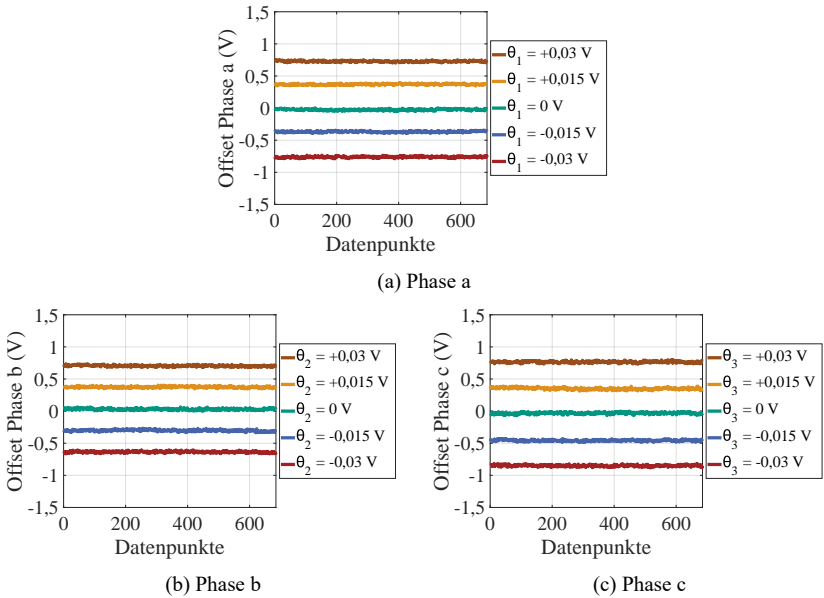 Offset Phase a (V)
1,5
1
0,5
0
-0,5
-1
-1,5
0 200 400 600
Datenpunkte
θ1 = +0,03 V
θ1 = +0,015 V
θ1 = 0 V
θ1 = -0,015 V
θ1 = -0,03 V
(a) Phase a
Offset Phase b (V)
1,5
1
0,5
0
-0,5
-1
-1,5
0 200 400 600
Datenpunkte
θ2 = +0,03 V
θ2 = +0,015 V
θ2 = 0 V
θ2 = -0,015 V
θ2 = -0,03 V
(b) Phase b
Offset Phase c (V)
1,5
1
0,5
0
-0,5
-1
-1,5
0 200 400 600
Datenpunkte
θ3 = +0,03 V
θ3 = +0,015 V
θ3 = 0 V
θ3 = -0,015 V
θ3 = -0,03 V
(c) Phase c